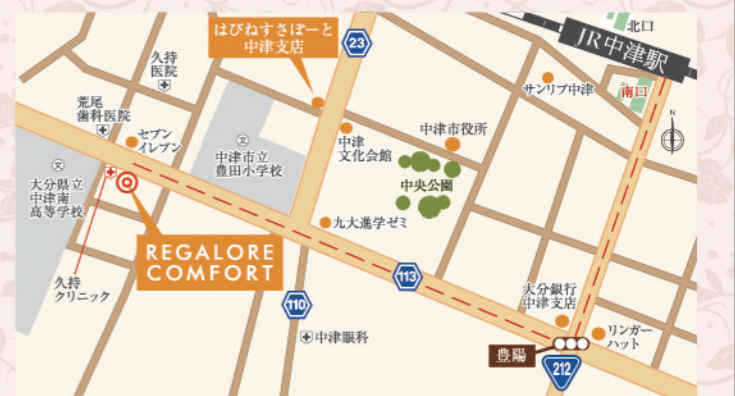 はぴねすさぽーと
中津支店
23
北口
JR中津駅
久持
医院
サンリブ中津
南口
N
荒尾
歯科医院
セブン
イレブン
中津市立
豊田小学校
中津
文化会館
中津市役所
中央公園
大分県立
中津南
高等学校
九大進学ゼミ
REGALORE
COMFORT
久持
クリニック
113
110
大分銀行
中津支店
中津眼科
豊陽
リンガー
ハット
212
文
文